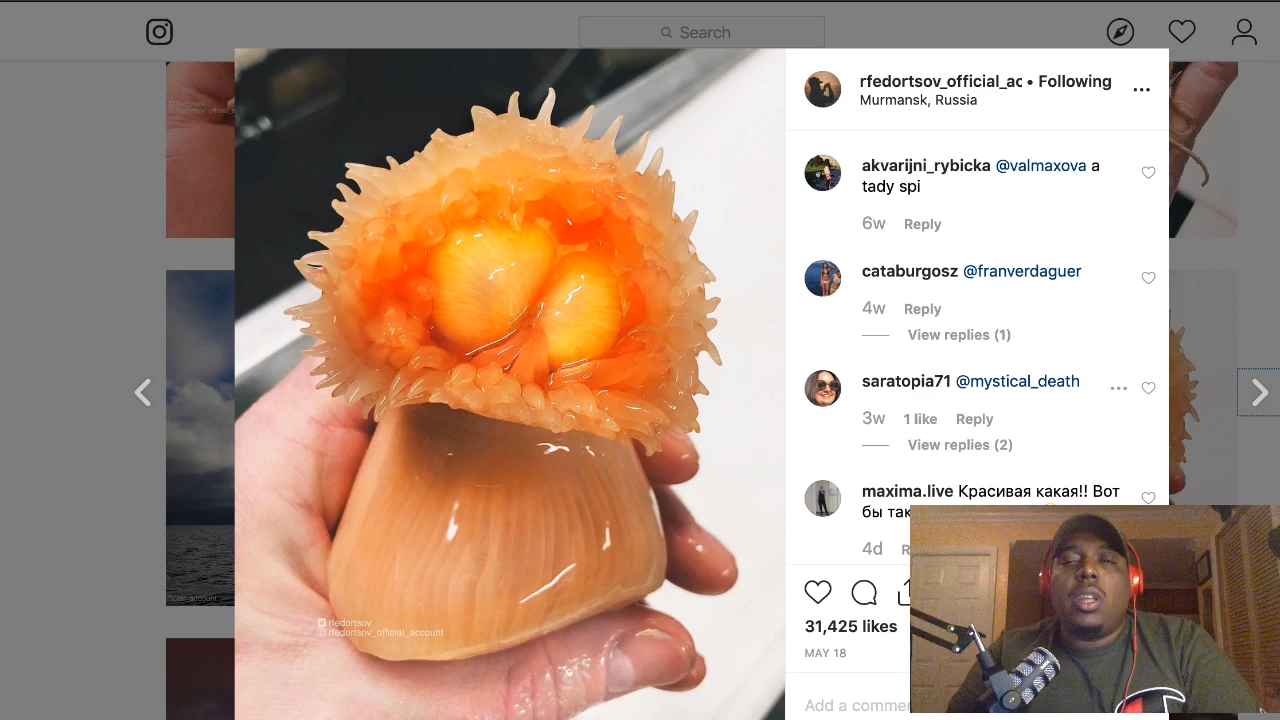 Search
rfedortsov_official_ac • Following
Murmansk, Russia
akvarijni_rybicka @valmaxova a
tady spi
6w Reply
cataburgosz @franverdaguer
4w Reply
View replies (1)
saratopia71 @mystical_death
3w 1 like Reply
View replies (2)
maxima.live Красивая какая!! Вот
бы так
4d R
31,425 likes
MAY 18
Add a commen
rfedortsov
rfedortsov_official_account